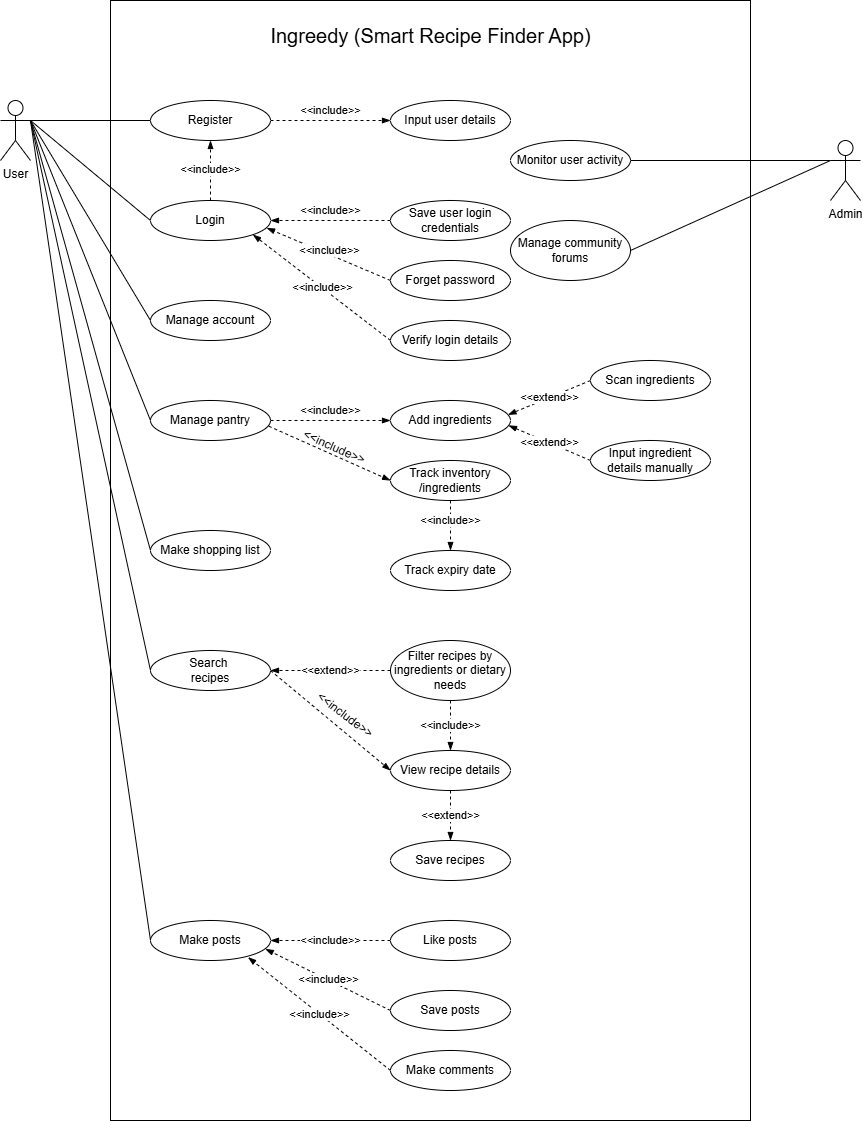 Ingreedy (Smart Recipe Finder App)
User
Register
<<include>>
Input user details
<<include>>
Monitor user activity
Admin
Login
<<include>>
Save user login
credentials
<<include>>
Forget password
<<include>>
Verify login details
Manage community
forums
Manage account
Manage pantry
<<include>>
Add ingredients
<<extend>>
Scan ingredients
<<extend>>
Input ingredient
details manually
<<include>>
Track inventory
/ingredients
<<include>>
Track expiry date
Make shopping list
Search
recipes
<<extend>>
Filter recipes by
ingredients or dietary
needs
<<include>>
<<include>>
View recipe details
<<extend>>
Save recipes
Make posts
<<include>>
Like posts
<<include>>
Save posts
<<include>>
Make comments